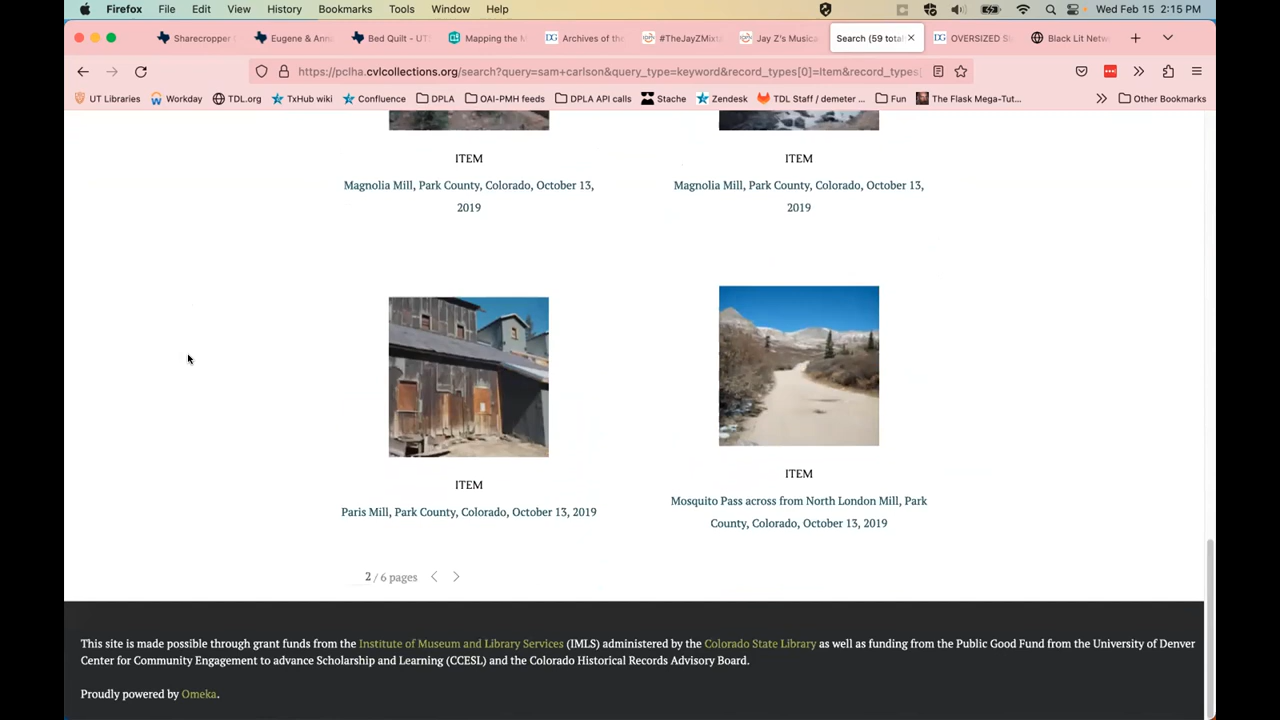 Firefox File Edit View History Bookmarks Tools Window Help Wed Feb 15 2:15 PM
Sharecropper Eugene & Ann Bed Quilt - UT Mapping the M Archives of the #TheJayZMixt Jay Z's Musica Search (59 total OVERSIZED Black Lit Netw
https://pclha.cvlcollections.org/search?query=sam+carlson&query_type=keyword&record_types[0]=Item&record_types[
UT Libraries Workday TDL.org TxHub wiki Confluence DPLA OAI-PMH feeds DPLA API calls Stache Zendesk TDL Staff / demeter ... Fun The Flask Mega-Tut... Other Bookmarks
ITEM ITEM
Magnolia Mill, Park County, Colorado, October 13, Magnolia Mill, Park County, Colorado, October 13,
2019 2019
ITEM
ITEM
Mosquito Pass across from North London Mill, Park
Paris Mill, Park County, Colorado, October 13, 2019
County, Colorado, October 13, 2019
2 / 6 pages
This site is made possible through grant funds from the Institute of Museum and Library Services (IMLS) administered by the Colorado State Library as well as funding from the Public Good Fund from the University of Denver
Center for Community Engagement to advance Scholarship and Learning (CCESL) and the Colorado Historical Records Advisory Board.
Proudly powered by Omeka.